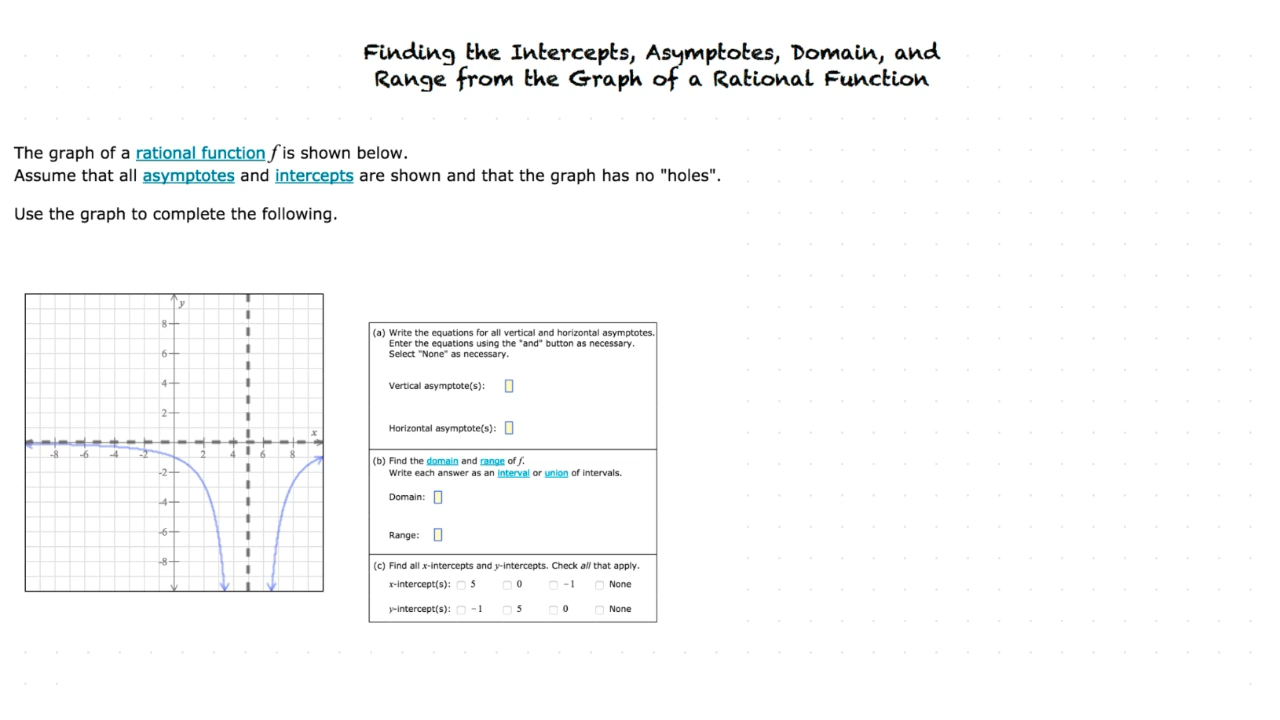 Finding the Intercepts, Asymptotes, Domain, and
Range from the Graph of a Rational Function
The graph of a rational function f is shown below.
Assume that all asymptotes and intercepts are shown and that the graph has no "holes".
Use the graph to complete the following.
y
8
6
4
2
x
-8 -6 -4 -2 2 4 6 8
-2
-4
-6
-8
(a) Write the equations for all vertical and horizontal asymptotes.
Enter the equations using the "and" button as necessary.
Select "None" as necessary.
Vertical asymptote(s):
Horizontal asymptote(s):
(b) Find the domain and range of f.
Write each answer as an interval or union of intervals.
Domain:
Range:
(c) Find all x-intercepts and y-intercepts. Check all that apply.
x-intercept(s): 5 0 -1 None
y-intercept(s): -1 5 0 None